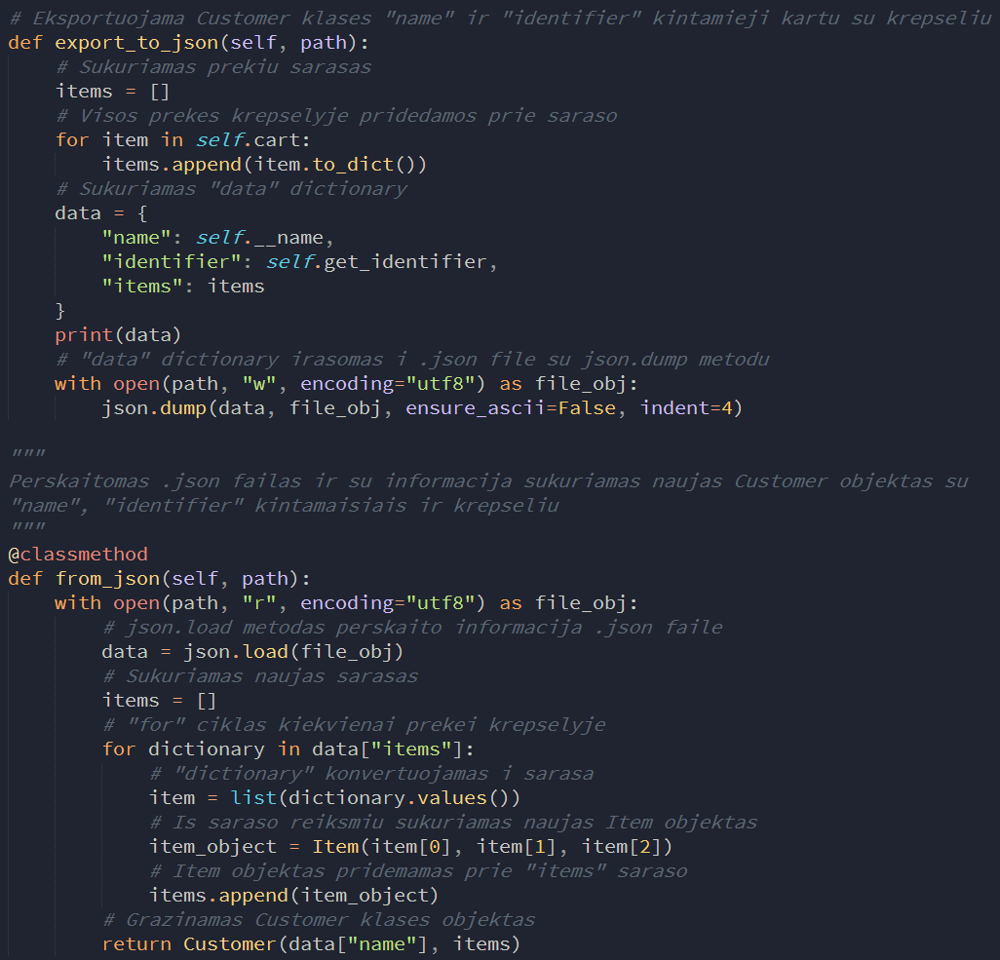 # Eksportuojama Customer klases "name" ir "identifier" kintamieji kartu su krepseliu
def export_to_json(self, path):
    # Sukuriamas prekiu sarasas
    items = []
    # Visos prekes krepselyje pridedamos prie saraso
    for item in self.cart:
        items.append(item.to_dict())
    # Sukuriamas "data" dictionary
    data = {
        "name": self.__name,
        "identifier": self.get_identifier,
        "items": items
    }
    print(data)
    # "data" dictionary irasomas i .json file su json.dump metodu
    with open(path, "w", encoding="utf8") as file_obj:
        json.dump(data, file_obj, ensure_ascii=False, indent=4)

"""
Perskaitomas .json failas ir su informacija sukuriamas naujas Customer objektas su
"name", "identifier" kintamaisiais ir krepseliu
"""
@classmethod
def from_json(self, path):
    with open(path, "r", encoding="utf8") as file_obj:
        # json.load metodas perskaito informacija .json faile
        data = json.load(file_obj)
        # Sukuriamas naujas sarasas
        items = []
        # "for" ciklas kiekvienai prekei krepselyje
        for dictionary in data["items"]:
            # "dictionary" konvertuojamas i sarasa
            item = list(dictionary.values())
            # Is saraso reiksmiu sukuriamas naujas Item objektas
            item_object = Item(item[0], item[1], item[2])
            # Item objektas pridemamas prie "items" saraso
            items.append(item_object)
        # Grazinamas Customer klases objektas
        return Customer(data["name"], items)